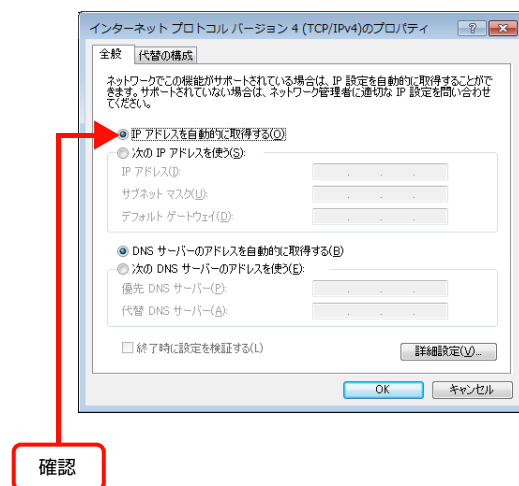 インターネット プロトコル バージョン 4 (TCP/IPv4)のプロパティ
全般 代替の構成
ネットワークでこの機能がサポートされている場合は、IP 設定を自動的に取得することがで
きます。サポートされていない場合は、ネットワーク管理者に適切な IP 設定を問い合わせ
てください。
IP アドレスを自動的に取得する(O)
次の IP アドレスを使う(S):
IP アドレス(I):
サブネット マスク(U):
デフォルト ゲートウェイ(D):
DNS サーバーのアドレスを自動的に取得する(B)
次の DNS サーバーのアドレスを使う(E):
優先 DNS サーバー(P):
代替 DNS サーバー(A):
終了時に設定を検証する(L)
詳細設定(V)...
OK キャンセル
確認